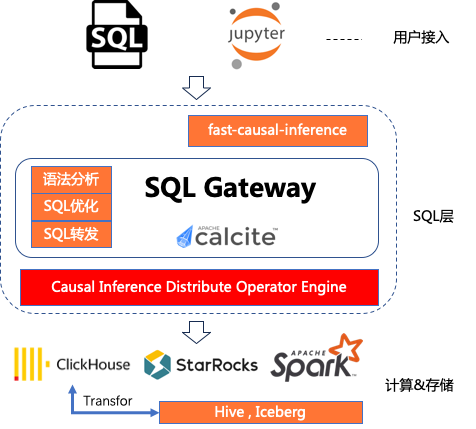 SQL
jupyter
用户接入
fast-causal-inference
语法分析
SQL优化
SQL转发
SQL Gateway
APACHE
calcite™
SQL层
Causal Inference Distribute Operator Engine
ClickHouse
StarRocks
APACHE
Spark™
计算&存储
Transfor
Hive , Iceberg